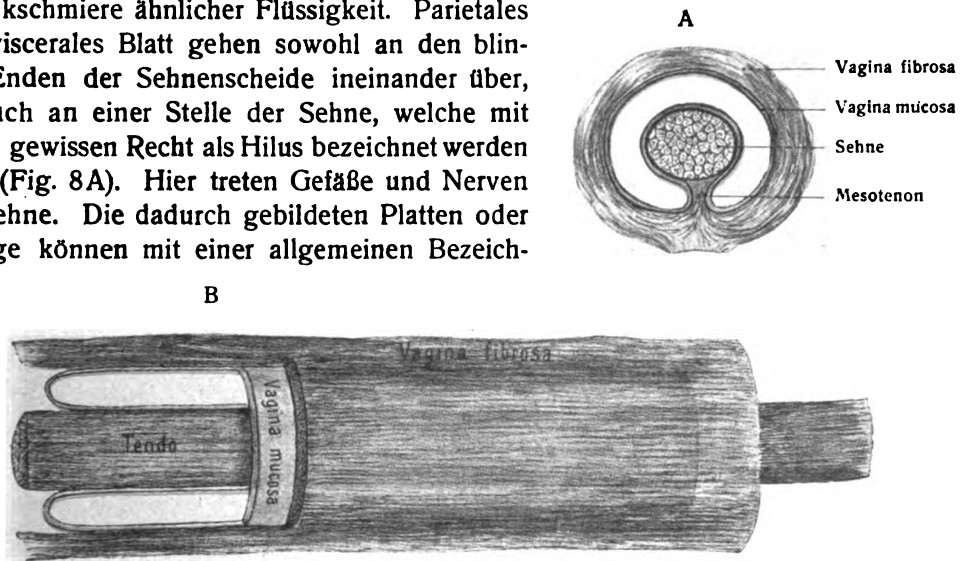 kschmiere ähnlicher Flüssigkeit. Parietales
viscerales Blatt gehen sowohl an den blin-
Enden der Sehnenscheide ineinander über,
uch an einer Stelle der Sehne, welche mit
gewissen Recht als Hilus bezeichnet werden
(Fig. 8A). Hier treten Gefäße und Nerven
ehne. Die dadurch gebildeten Platten oder
ge können mit einer allgemeinen Bezeich-
A
Vagina fibrosa
Vagina mucosa
Sehne
Mesotenon
B
Vagina fibrosa
Vagina mucosa
Tendo